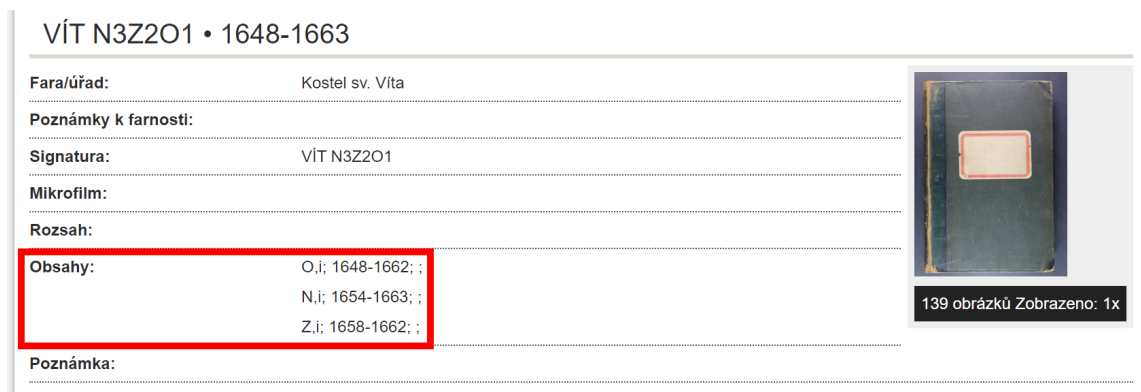 VÍT N3Z2O1 • 1648-1663
Fara/úřad: Kostel sv. Víta
Poznámky k farnosti:
Signatura: VÍT N3Z2O1
Mikrofilm:
Rozsah:
Obsahy: O,i; 1648-1662; ;
N,i; 1654-1663; ;
Z,i; 1658-1662; ;
139 obrázků Zobrazeno: 1x
Poznámka: